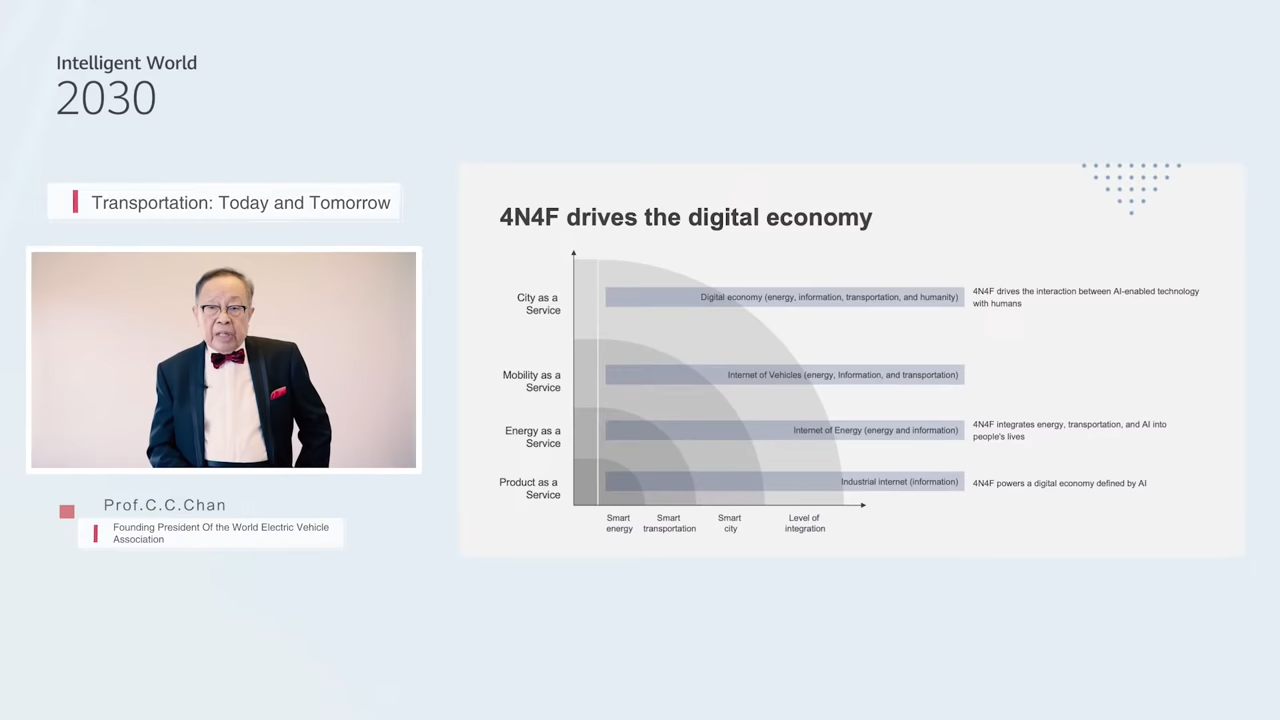 Intelligent World
2030
Transportation: Today and Tomorrow
Prof.C.C.Chan
Founding President Of the World Electric Vehicle
Association
4N4F drives the digital economy
City as a
Service
Digital economy (energy, information, transportation, and humanity)
4N4F drives the interaction between AI-enabled technology
with humans
Mobility as a
Service
Internet of Vehicles (energy, Information, and transportation)
Energy as a
Service
Internet of Energy (energy and information)
4N4F integrates energy, transportation, and AI into
people's lives
Product as a
Service
Industrial internet (information)
4N4F powers a digital economy defined by AI
Smart
energy
Smart
transportation
Smart
city
Level of
integration